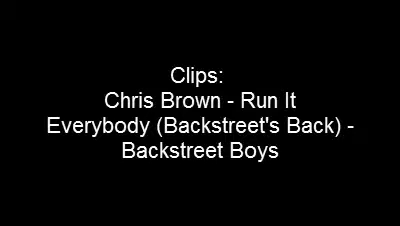 Clips:
Chris Brown - Run It
Everybody (Backstreet's Back) -
Backstreet Boys